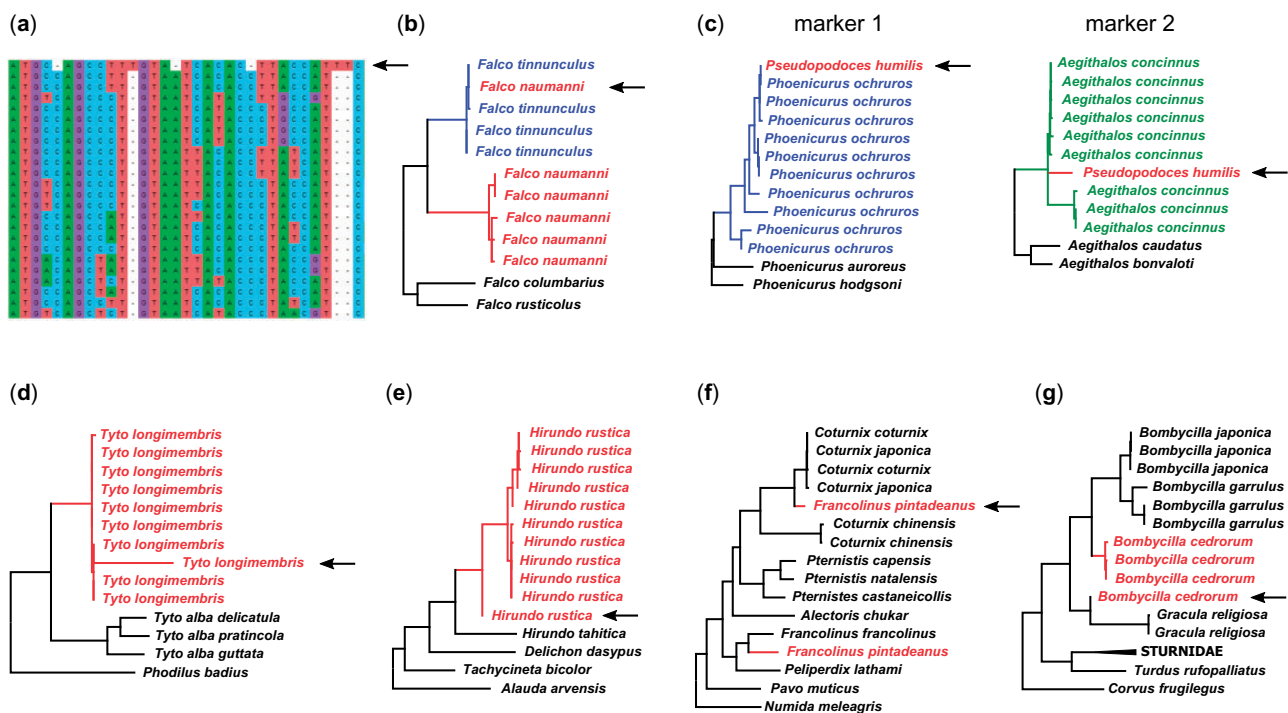 (a)
(b)
Falco tinnunculus
Falco naumanni
Falco tinnunculus
Falco tinnunculus
Falco tinnunculus
Falco naumanni
Falco naumanni
Falco naumanni
Falco naumanni
Falco naumanni
Falco columbarius
Falco rusticolus
(c)
marker 1
Pseudopodoces humilis
Phoenicurus ochruros
Phoenicurus ochruros
Phoenicurus ochruros
Phoenicurus ochruros
Phoenicurus ochruros
Phoenicurus ochruros
Phoenicurus ochruros
Phoenicurus ochruros
Phoenicurus ochruros
Phoenicurus ochruros
Phoenicurus auroreus
Phoenicurus hodgsoni
marker 2
Aegithalos concinnus
Aegithalos concinnus
Aegithalos concinnus
Aegithalos concinnus
Aegithalos concinnus
Aegithalos concinnus
Pseudopodoces humilis
Aegithalos concinnus
Aegithalos concinnus
Aegithalos concinnus
Aegithalos caudatus
Aegithalos bonvaloti
(d)
Tyto longimembris
Tyto longimembris
Tyto longimembris
Tyto longimembris
Tyto longimembris
Tyto longimembris
Tyto longimembris
Tyto longimembris
Tyto longimembris
Tyto longimembris
Tyto alba delicatula
Tyto alba pratincola
Tyto alba guttata
Phodilus badius
(e)
Hirundo rustica
Hirundo rustica
Hirundo rustica
Hirundo rustica
Hirundo rustica
Hirundo rustica
Hirundo rustica
Hirundo rustica
Hirundo rustica
Hirundo rustica
Hirundo rustica
Hirundo tahitica
Delichon dasypus
Tachycineta bicolor
Alauda arvensis
(f)
Coturnix coturnix
Coturnix japonica
Coturnix coturnix
Coturnix japonica
Francolinus pintadeanus
Coturnix chinensis
Coturnix chinensis
Pternistis capensis
Pternistis natalensis
Pternistes castaneicollis
Alectoris chukar
Francolinus francolinus
Francolinus pintadeanus
Peliperdix lathami
Pavo muticus
Numida meleagris
(g)
Bombycilla japonica
Bombycilla japonica
Bombycilla japonica
Bombycilla garrulus
Bombycilla garrulus
Bombycilla garrulus
Bombycilla cedrorum
Bombycilla cedrorum
Bombycilla cedrorum
Bombycilla cedrorum
Gracula religiosa
Gracula religiosa
STURNIDAE
Turdus rufopalliatus
Corvus frugilegus